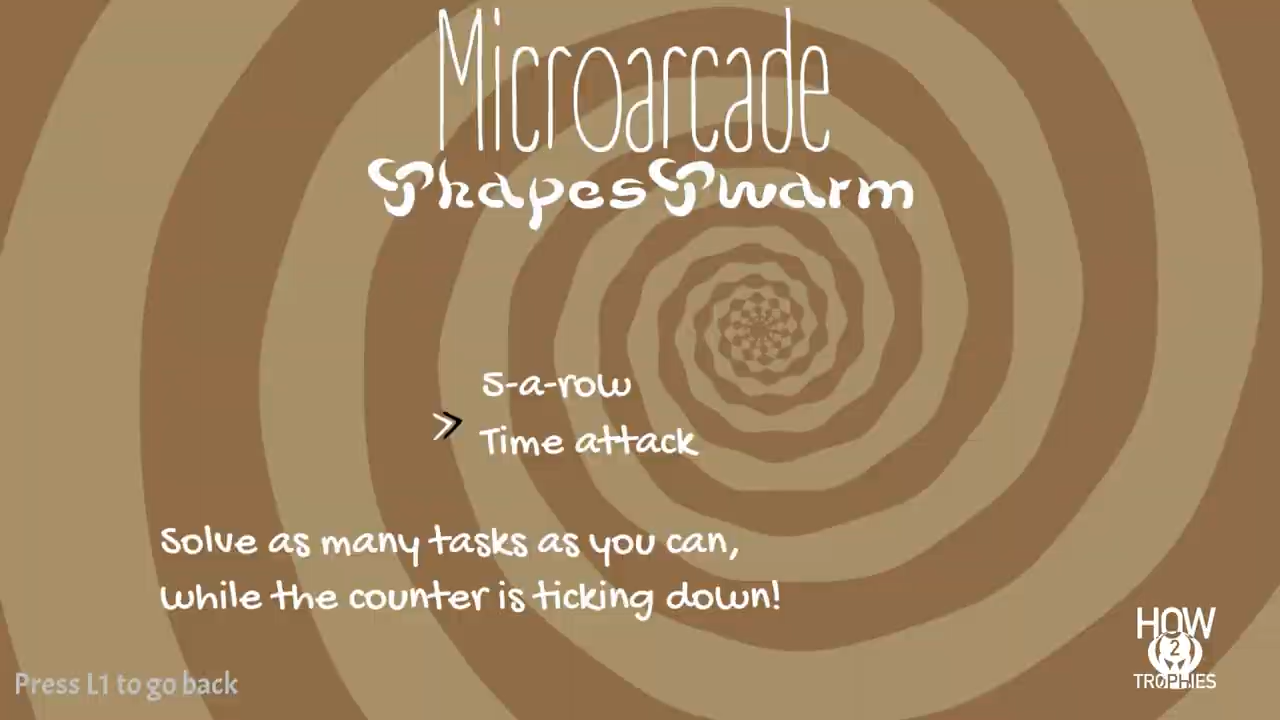 Microarcade
ShapesSwarm
5-a-row
Time attack
Solve as many tasks as you can,
while the counter is ticking down!
Press L1 to go back
HOW
2
TROPHIES